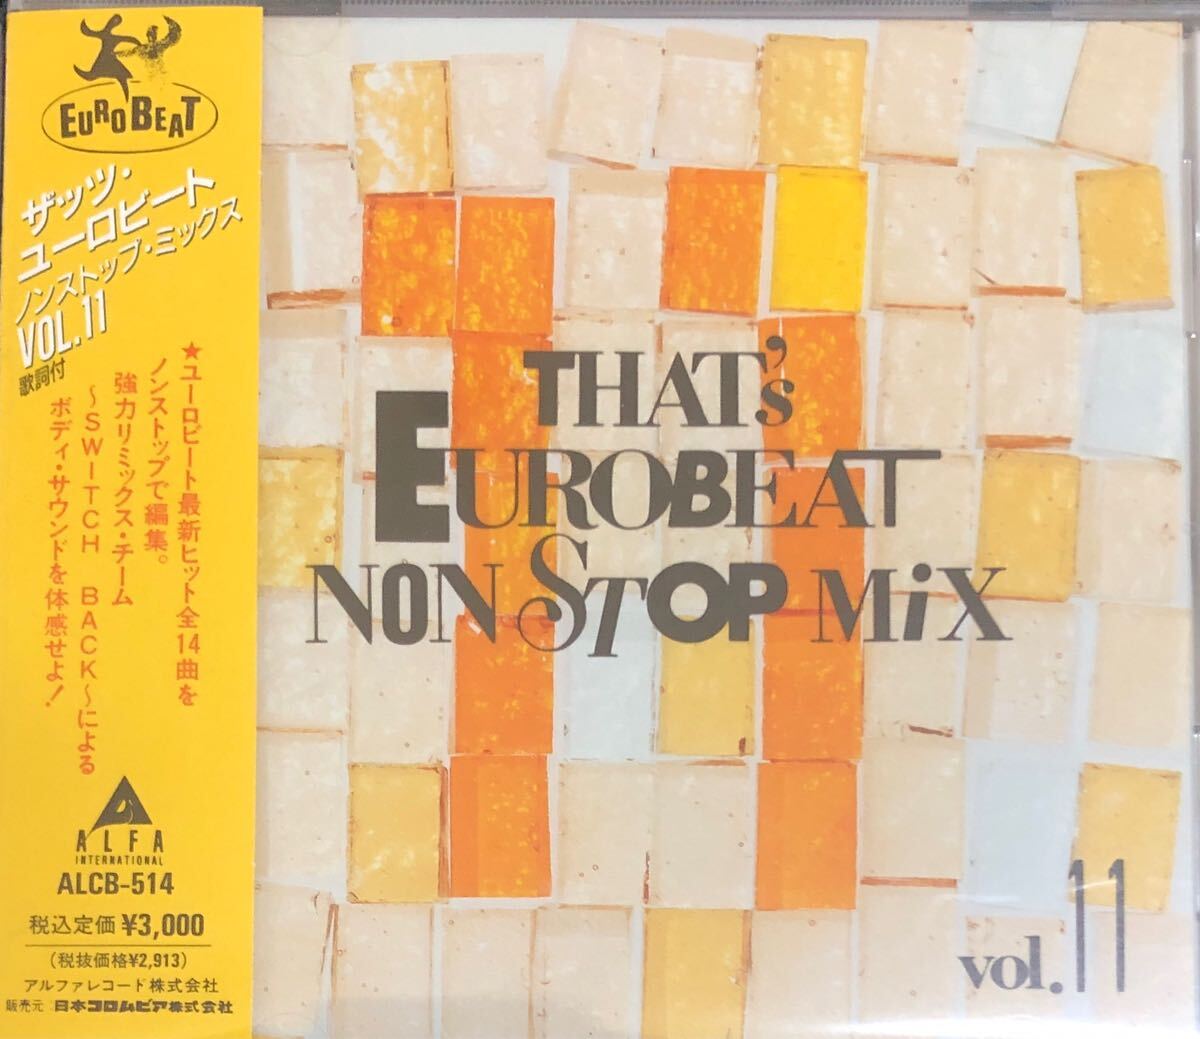 EUROBEAT
ザッツ・
ユーロビート
ノンストップ・ミックス
VOL.11
歌詞付
★ユーロビート最新ヒット全14曲を
ノンストップで編集。
強力リミックス・チーム
～SWITCH BACK～による
ボディ・サウンドを体感せよ!
ALFA
INTERNATIONAL
ALCB-514
税込定価 ¥3,000
(税抜価格¥2,913)
アルファレコード株式会社
販売元:日本コロムビア株式会社
THAT's
EUROBEAT
NON STOP MiX
vol.11